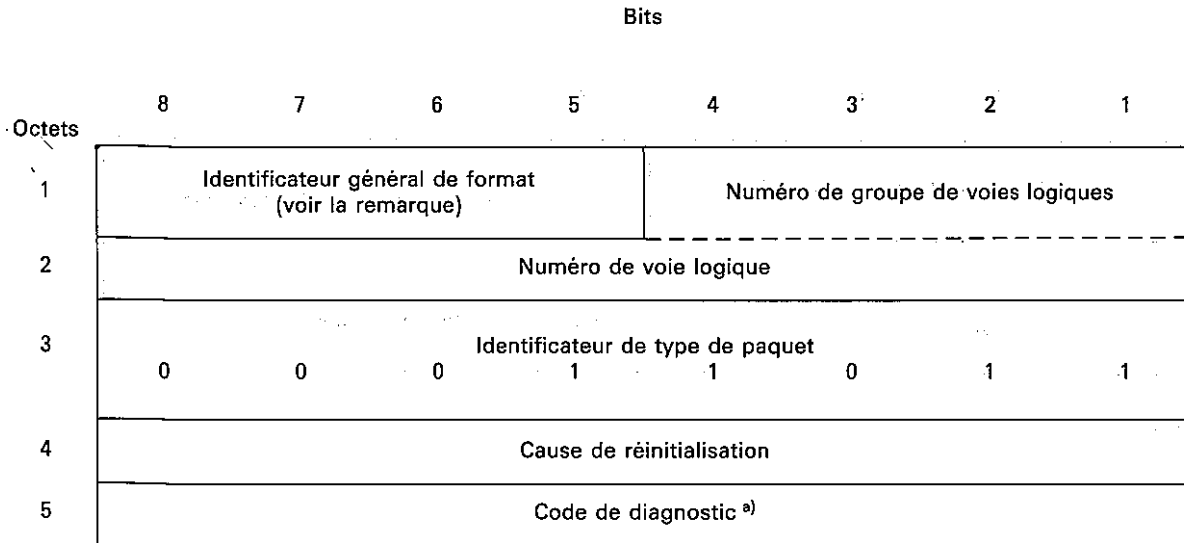 Bits
8 7 6 5 4 3 2 1
Octets
1 Identificateur général de format Numéro de groupe de voies logiques
(voir la remarque)
2 Numéro de voie logique
3 Identificateur de type de paquet
0 0 0 1 1 0 1 1
4 Cause de réinitialisation
5 Code de diagnostic a)